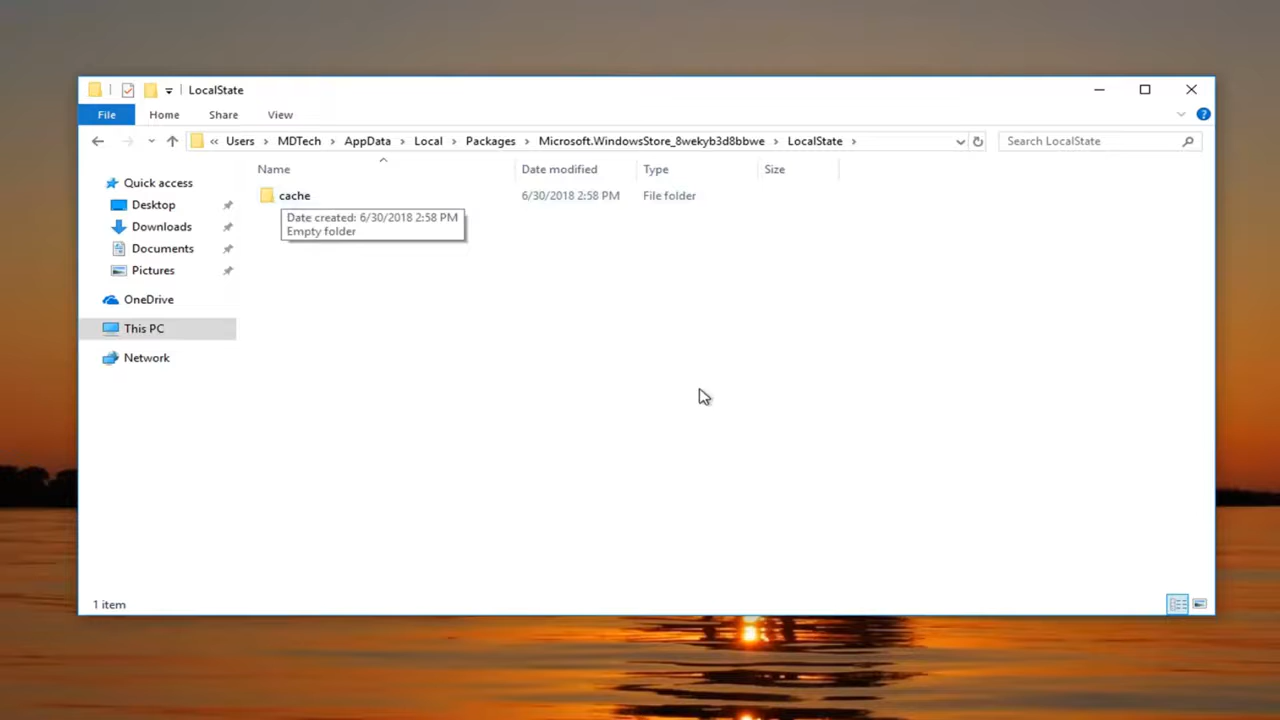 LocalState
File Home Share View
« Users MDTech AppData Local Packages Microsoft.WindowsStore_8wekyb3d8bbwe LocalState
Search LocalState
Name Date modified Type Size
cache 6/30/2018 2:58 PM File folder
Date created: 6/30/2018 2:58 PM
Empty folder
Quick access
Desktop
Downloads
Documents
Pictures
OneDrive
This PC
Network
1 item